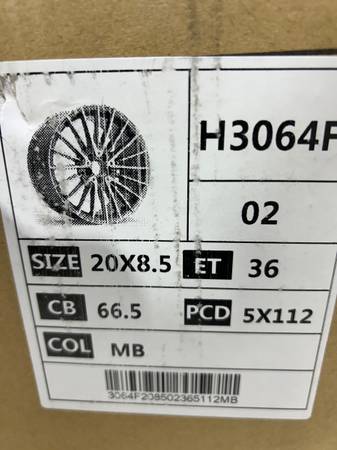 H3064F
02
SIZE 20X8.5 ET 36
CB 66.5 PCD 5X112
COL MB
3064F208502365112MB